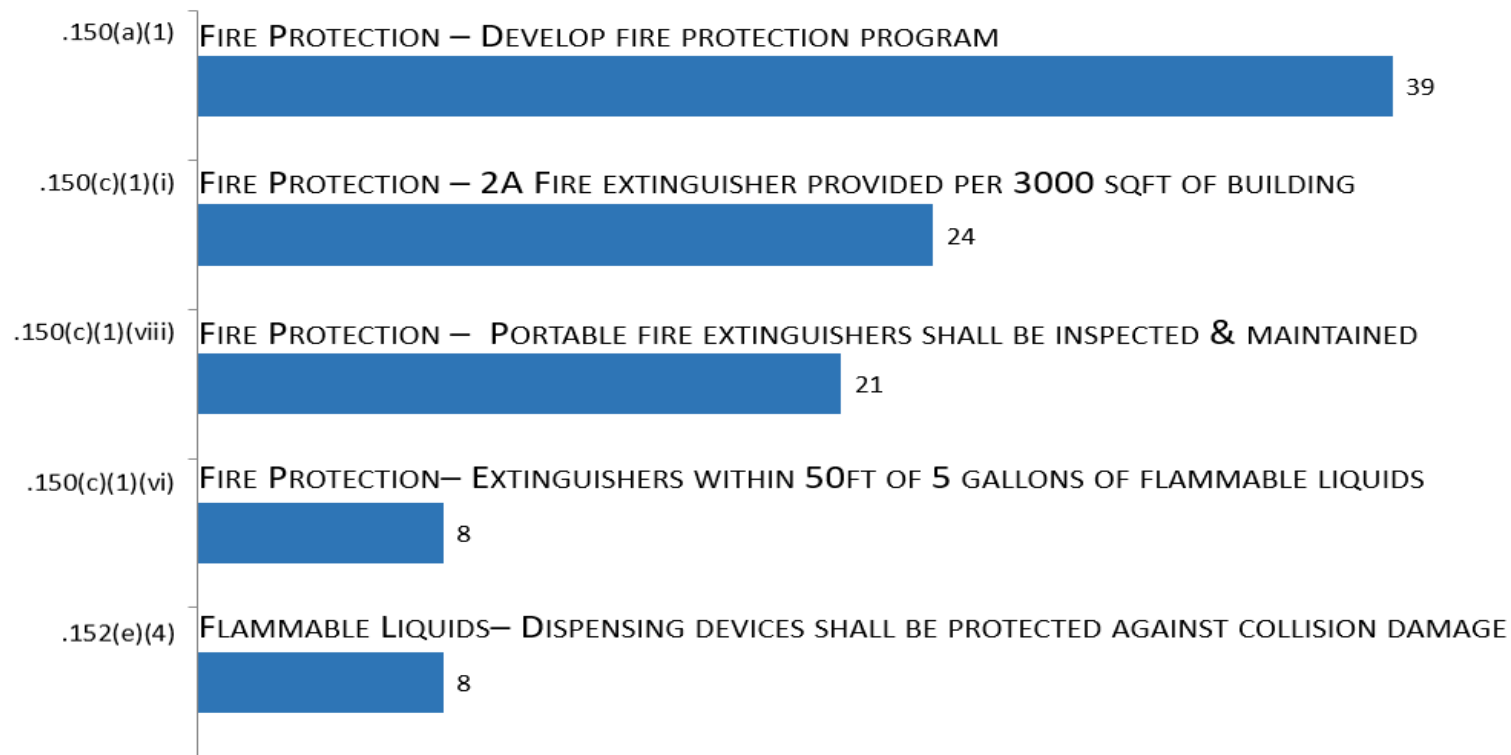 .150(a)(1) FIRE PROTECTION – DEVELOP FIRE PROTECTION PROGRAM
39
.150(c)(1)(i) FIRE PROTECTION – 2A FIRE EXTINGUISHER PROVIDED PER 3000 SQFT OF BUILDING
24
.150(c)(1)(viii) FIRE PROTECTION – PORTABLE FIRE EXTINGUISHERS SHALL BE INSPECTED & MAINTAINED
21
.150(c)(1)(vi) FIRE PROTECTION– EXTINGUISHERS WITHIN 50FT OF 5 GALLONS OF FLAMMABLE LIQUIDS
8
.152(e)(4) FLAMMABLE LIQUIDS– DISPENSING DEVICES SHALL BE PROTECTED AGAINST COLLISION DAMAGE
8